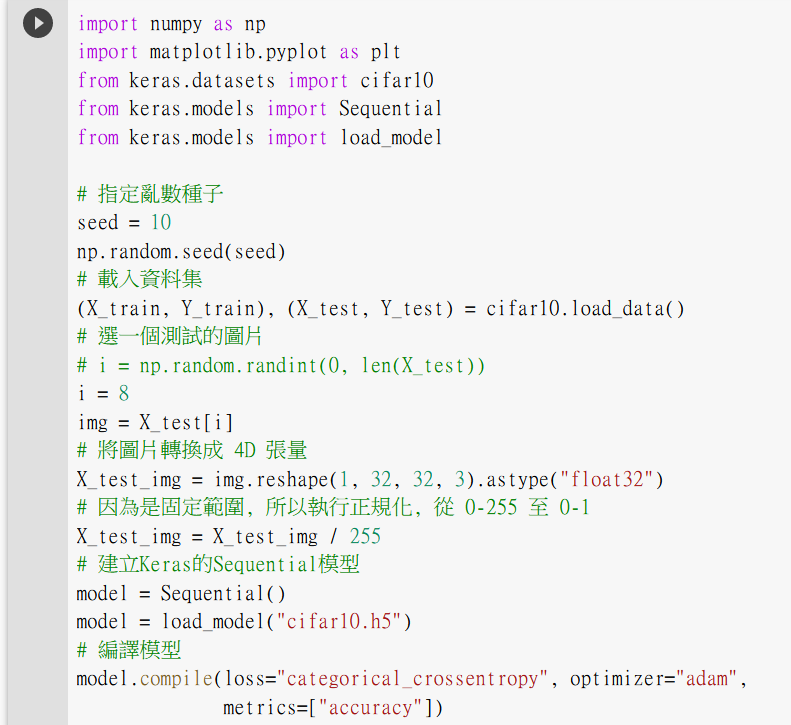 import numpy as np
import matplotlib.pyplot as plt
from keras.datasets import cifar10
from keras.models import Sequential
from keras.models import load_model

# 指定亂數種子
seed = 10
np.random.seed(seed)
# 載入資料集
(X_train, Y_train), (X_test, Y_test) = cifar10.load_data()
# 選一個測試的圖片
# i = np.random.randint(0, len(X_test))
i = 8
img = X_test[i]
# 將圖片轉換成 4D 張量
X_test_img = img.reshape(1, 32, 32, 3).astype("float32")
# 因為是固定範圍, 所以執行正規化, 從 0-255 至 0-1
X_test_img = X_test_img / 255
# 建立Keras的Sequential模型
model = Sequential()
model = load_model("cifar10.h5")
# 編譯模型
model.compile(loss="categorical_crossentropy", optimizer="adam",
              metrics=["accuracy"])